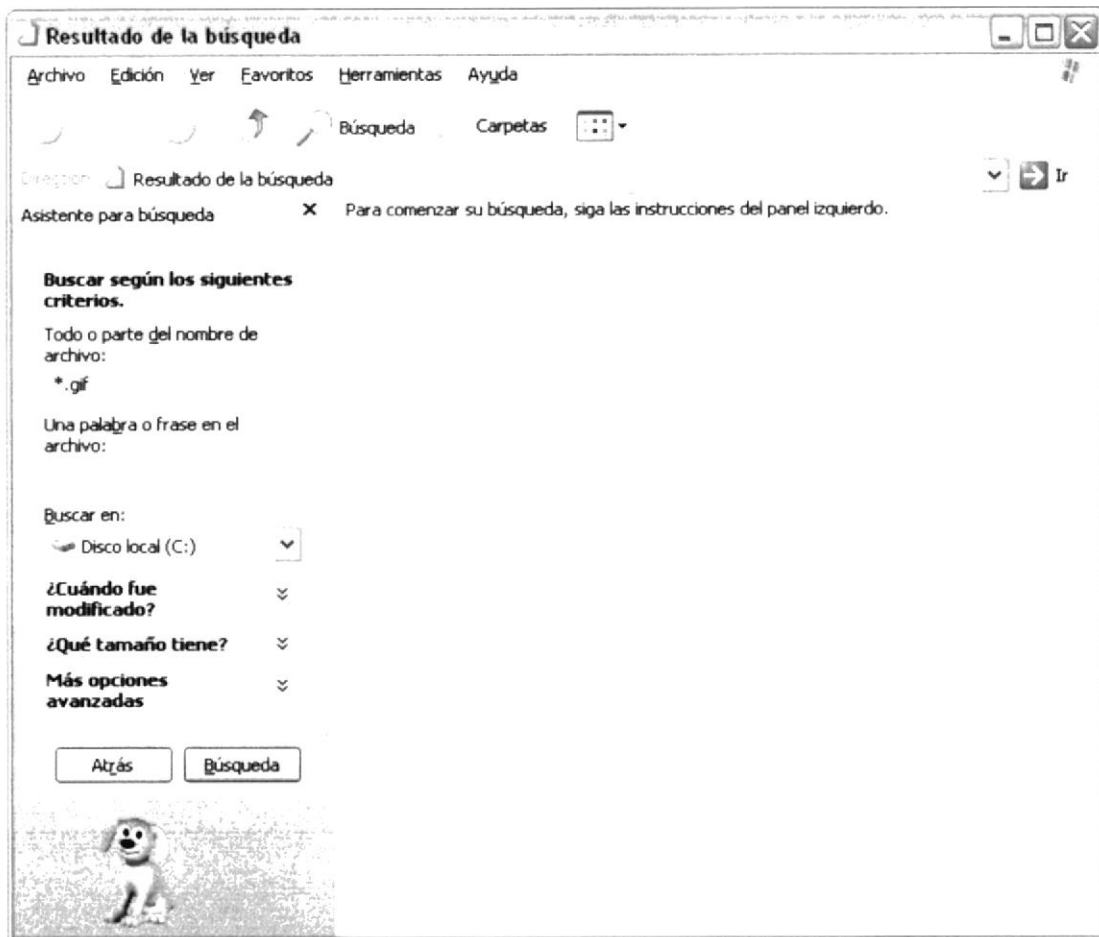 Resultado de la búsqueda
Archivo Edición Ver Favoritos Herramientas Ayuda
Búsqueda Carpetas
Dirección Resultado de la búsqueda Ir
Asistente para búsqueda Para comenzar su búsqueda, siga las instrucciones del panel izquierdo.
Buscar según los siguientes
criterios.
Todo o parte del nombre de
archivo:
*.gif
Una palabra o frase en el
archivo:
Buscar en:
Disco local (C:)
¿Cuándo fue
modificado?
¿Qué tamaño tiene?
Más opciones
avanzadas
Atrás Búsqueda